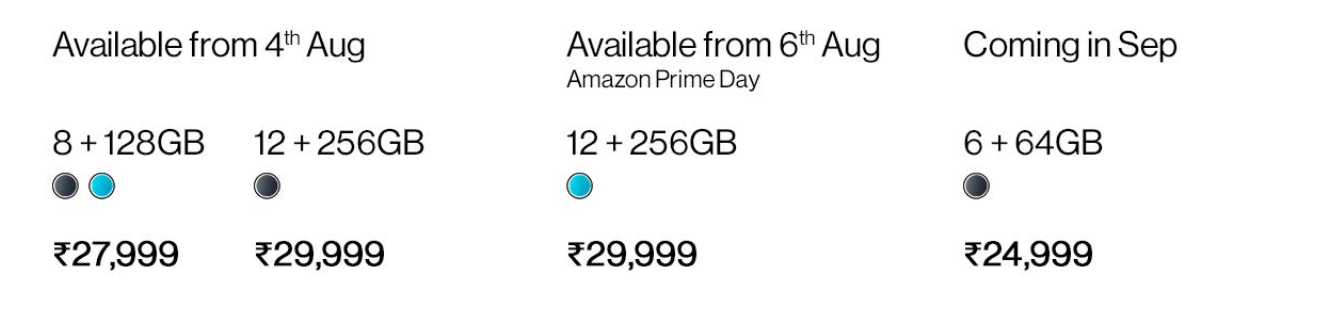 Available from 4th Aug
8 + 128GB
₹27,999
12 + 256GB
₹29,999
Available from 6th Aug
Amazon Prime Day
12 + 256GB
₹29,999
Coming in Sep
6 + 64GB
₹24,999